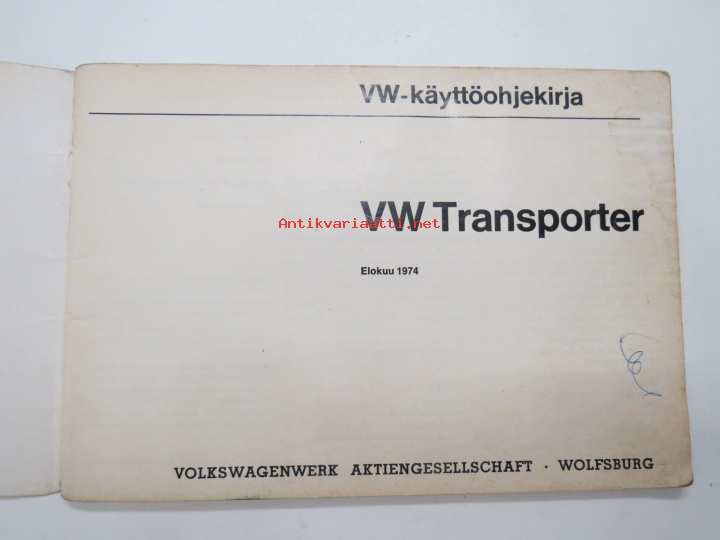 VW-käyttöohjekirja
Antikvariaatti.net
VW Transporter
Elokuu 1974
VOLKSWAGENWERK AKTIENGESELLSCHAFT · WOLFSBURG